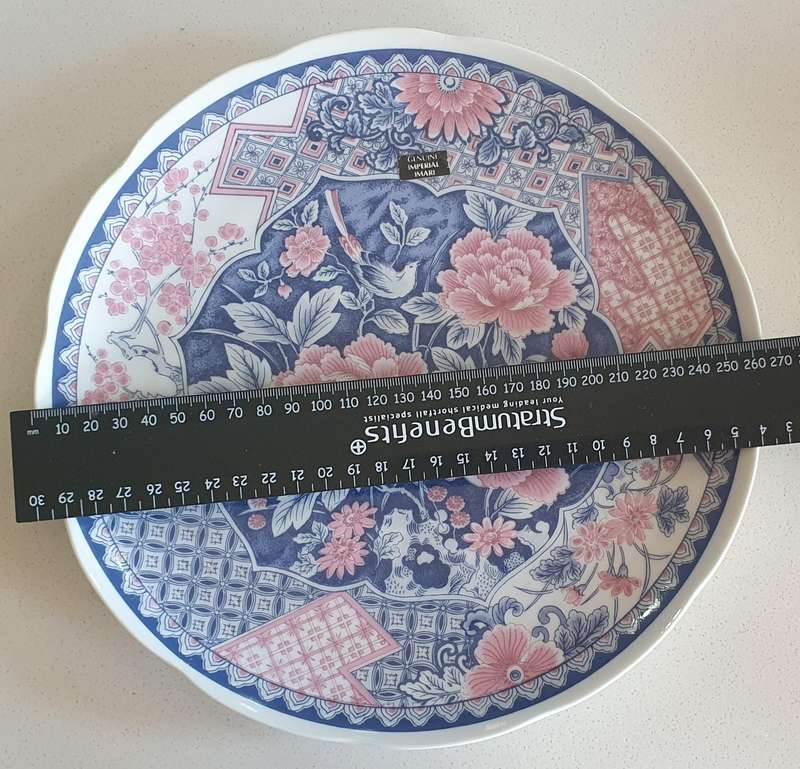 GENUINE
IMPERIAL
IMARI
mm 10 20 30 40 50 60 70 80 90 100 110 120 130 140 150 160 170 180 190 200 210 220 230 240 250 260 270
StratumBenefits
Your leading medical shortfall specialist
30 29 28 27 26 25 24 23 22 21 20 19 18 17 16 15 14 13 12 11 10 9 8 7 6 5 4 3